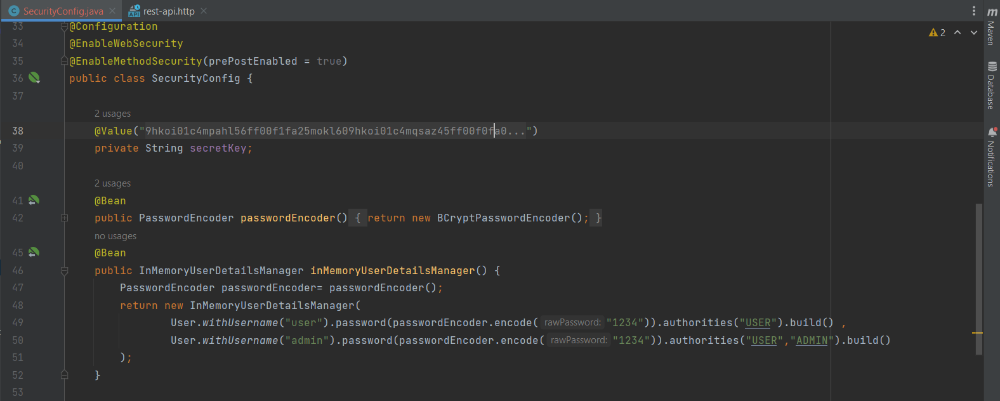 SecurityConfig.java
rest-api.http
33 @Configuration
34 @EnableWebSecurity
35 @EnableMethodSecurity(prePostEnabled = true)
36 public class SecurityConfig {
37
2 usages
38 @Value("9hkoi01c4mpahl56ff00f1fa25mokl609hkoi01c4mqsaz45ff00f0fa0...")
39 private String secretKey;
40
2 usages
41 @Bean
42 public PasswordEncoder passwordEncoder() { return new BCryptPasswordEncoder(); }
no usages
45 @Bean
46 public InMemoryUserDetailsManager inMemoryUserDetailsManager() {
47 PasswordEncoder passwordEncoder= passwordEncoder();
48 return new InMemoryUserDetailsManager(
49 User.withUsername("user").password(passwordEncoder.encode( rawPassword: "1234")).authorities("USER").build() ,
50 User.withUsername("admin").password(passwordEncoder.encode( rawPassword: "1234")).authorities("USER","ADMIN").build()
51 );
52 }
53
2
m
Maven
Database
Notifications
C
API